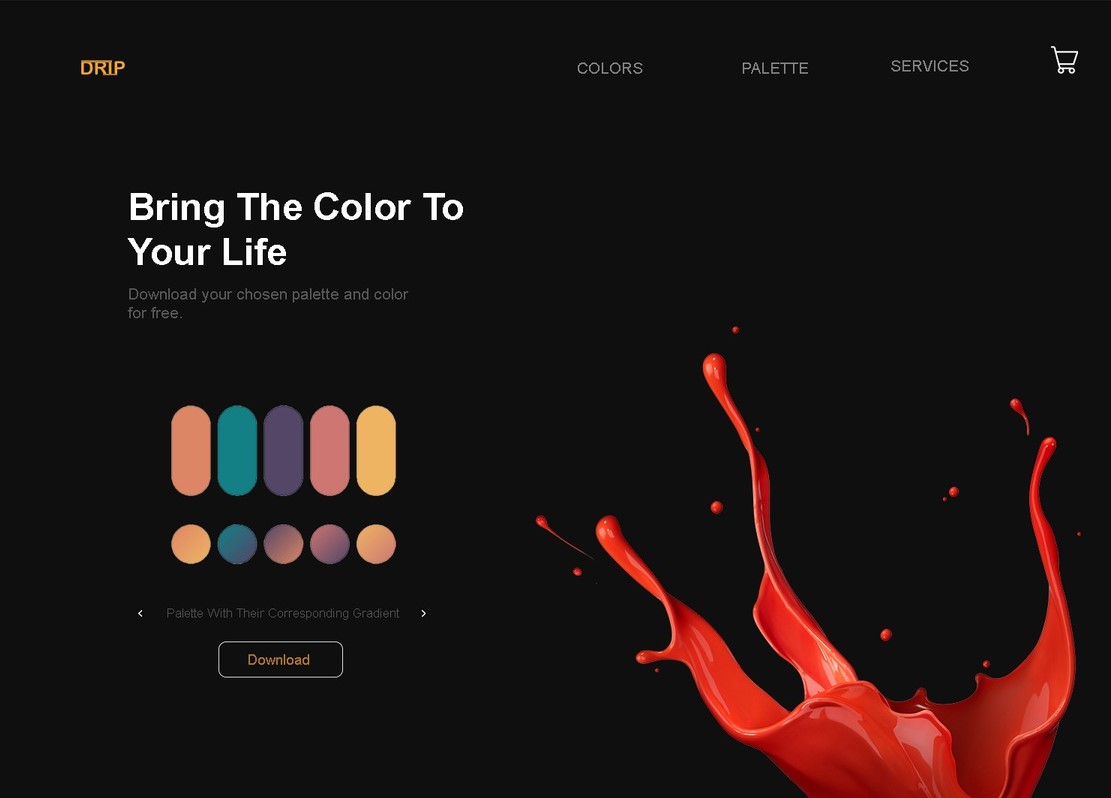 DRIP
COLORS
PALETTE
SERVICES
Bring The Color To
Your Life
Download your chosen palette and color
for free.
Palette With Their Corresponding Gradient
Download